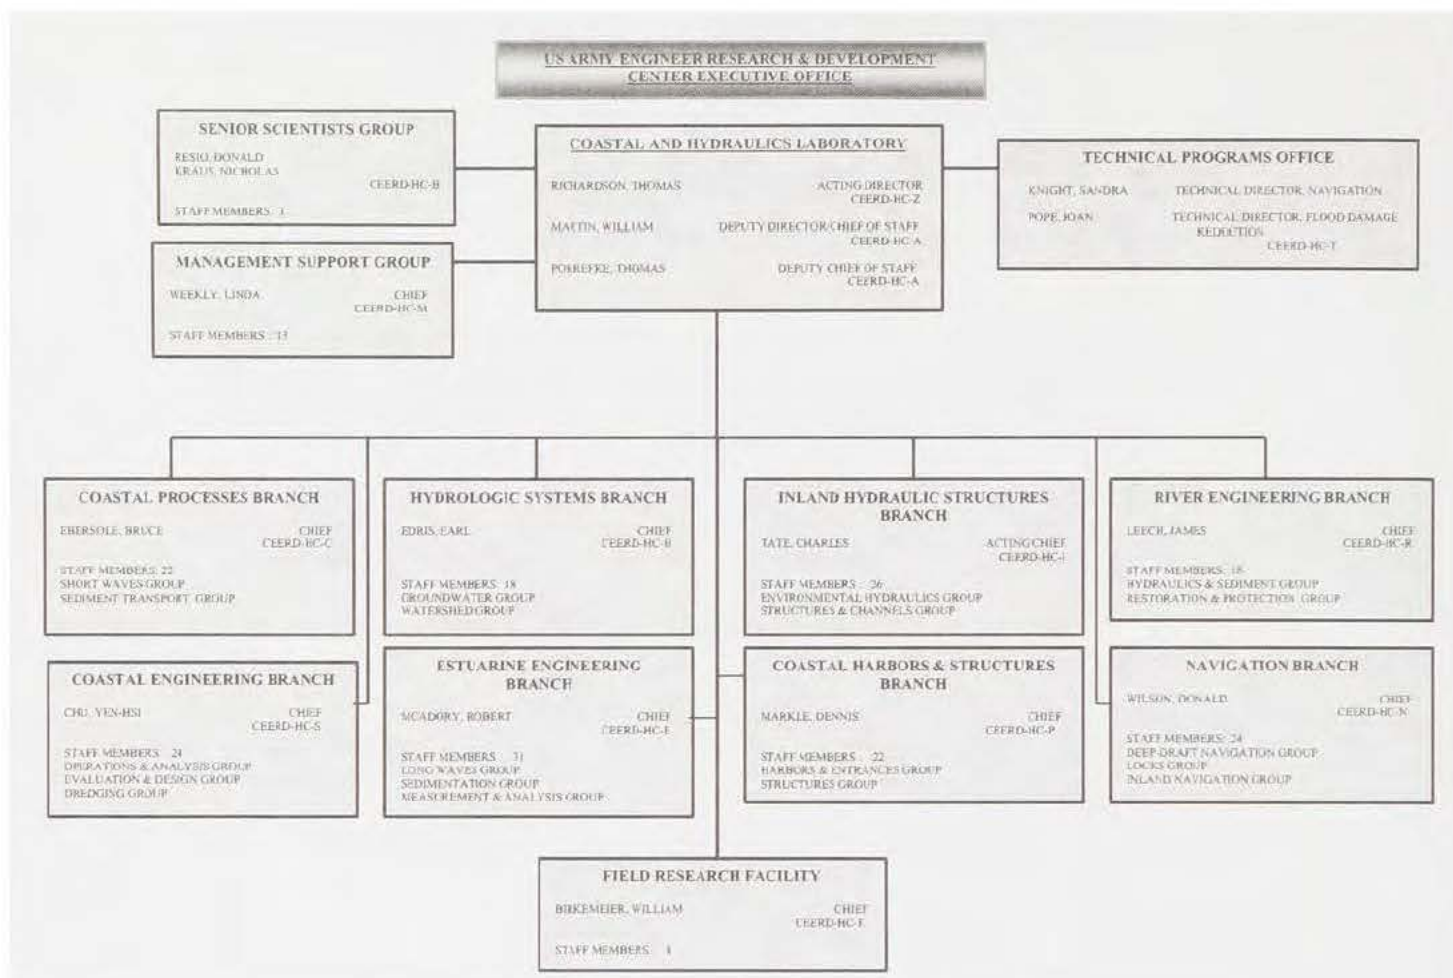 US ARMY ENGINEER RESEARCH & DEVELOPMENT
CENTER EXECUTIVE OFFICE
SENIOR SCIENTISTS GROUP
RESIO, DONALD
KRAUS, NICHOLAS
CEERD-HC-B
STAFF MEMBERS :
COASTAL AND HYDRAULICS LABORATORY
RICHARDSON, THOMAS ACTING DIRECTOR
CEERD-HC-Z
MARTIN, WILLIAM DEPUTY DIRECTOR/CHIEF OF STAFF
CEERD-HC-A
POKREFKE, THOMAS DEPUTY CHIEF OF STAFF
CEERD-HC-A
TECHNICAL PROGRAMS OFFICE
KNIGHT, SANDRA TECHNICAL DIRECTOR, NAVIGATION
POPE, JOAN TECHNICAL DIRECTOR, FLOOD DAMAGE
REDUCTION
CEERD-HC-T
MANAGEMENT SUPPORT GROUP
WEEKLY, LINDA CHIEF
CEERD-HC-M
STAFF MEMBERS : 13
COASTAL PROCESSES BRANCH
EBERSOLE, BRUCE CHIEF
CEERD-HC-C
STAFF MEMBERS: 22
SHORT WAVES GROUP
SEDIMENT TRANSPORT GROUP
HYDROLOGIC SYSTEMS BRANCH
EDRIS, EARL CHIEF
STAFF MEMBERS: 18
GROUNDWATER GROUP
WATERSHED GROUP
INLAND HYDRAULIC STRUCTURES
BRANCH
TATE, CHARLES ACTING CHIEF
CEERD-HC-I
STAFF MEMBERS : 26
ENVIRONMENTAL HYDRAULICS GROUP
STRUCTURES & CHANNELS GROUP
RIVER ENGINEERING BRANCH
LEECH, JAMES CHIEF
CEERD-HC-R
STAFF MEMBERS :
HYDRAULICS & SEDIMENT GROUP
RESTORATION & PROTECTION GROUP
COASTAL ENGINEERING BRANCH
CHU, YEN-HSI CHIEF
CEERD-HC-S
STAFF MEMBERS:
OPERATIONS & ANALYSIS GROUP
EVALUATION & DESIGN GROUP
DREDGING GROUP
ESTUARINE ENGINEERING
BRANCH
MCADORY, ROBERT CHIEF
CEERD-HC-E
STAFF MEMBERS :
LONG WAVES GROUP
SEDIMENTATION GROUP
MEASUREMENT & ANALYSIS GROUP
COASTAL HARBORS & STRUCTURES
BRANCH
MARKLE, DENNIS CHIEF
CEERD-HC-P
STAFF MEMBERS : 22
HARBORS & ENTRANCES GROUP
STRUCTURES GROUP
NAVIGATION BRANCH
WILSON, DONALD CHIEF
CEERD-HC-N
STAFF MEMBERS: 24
DEEP DRAFT NAVIGATION GROUP
LOCKS GROUP
INLAND NAVIGATION GROUP
FIELD RESEARCH FACILITY
BIRKEMEIER, WILLIAM CHIEF
CEERD-HC-F
STAFF MEMBERS :